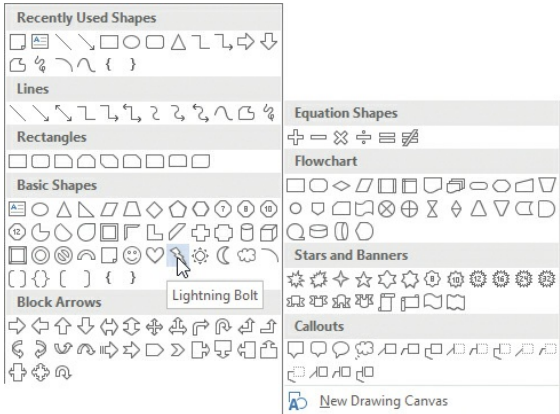 Recently Used Shapes
Lines
Rectangles
Basic Shapes
Lightning Bolt
Block Arrows
Equation Shapes
Flowchart
Stars and Banners
Callouts
New Drawing Canvas